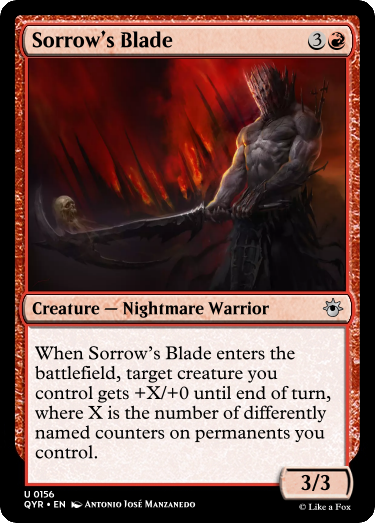 Sorrow's Blade 3
Creature — Nightmare Warrior
When Sorrow's Blade enters the
battlefield, target creature you
control gets +X/+0 until end of turn,
where X is the number of differently
named counters on permanents you
control.
3/3
U 0156
QYR • EN Antonio José Manzanedo
© Like a Fox